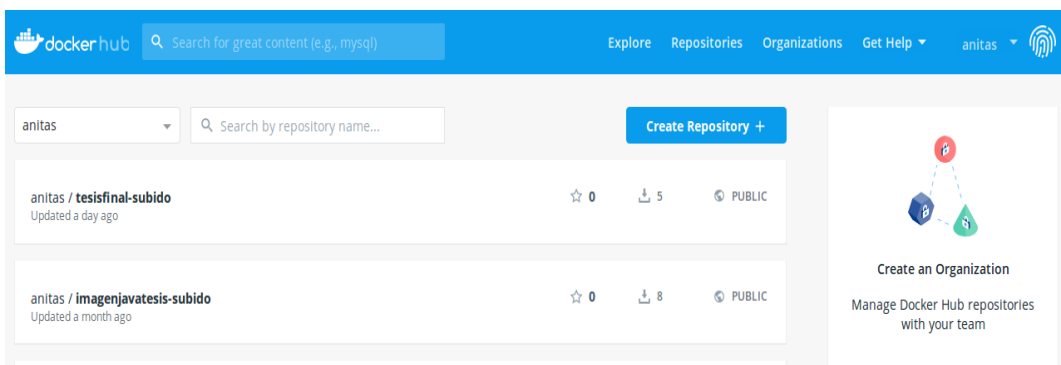 docker hub
Search for great content (e.g., mysql)
Explore Repositories Organizations Get Help anitas
anitas
Search by repository name...
Create Repository +
anitas / tesisfinal-subido
Updated a day ago
0 5 PUBLIC
anitas / imagenjavatesis-subido
Updated a month ago
0 8 PUBLIC
Create an Organization
Manage Docker Hub repositories
with your team